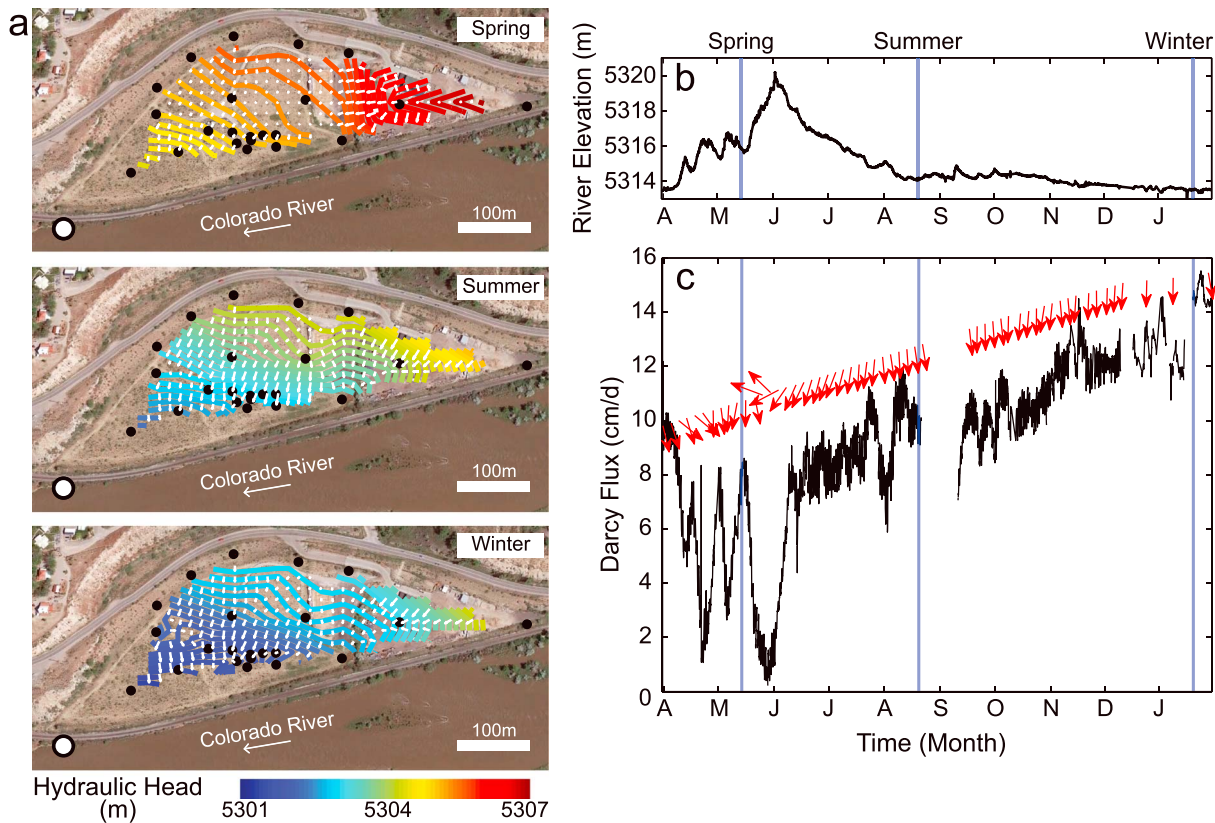 a
Spring
Colorado River
100m
Summer
Colorado River
100m
Winter
Colorado River
100m
Hydraulic Head
(m)
5301
5304
5307
Spring
Summer
Winter
b
River Elevation (m)
5320
5318
5316
5314
A M J J A S O N D J
c
Darcy Flux (cm/d)
16
14
12
10
8
6
4
2
0
A M J J A S O N D J
Time (Month)